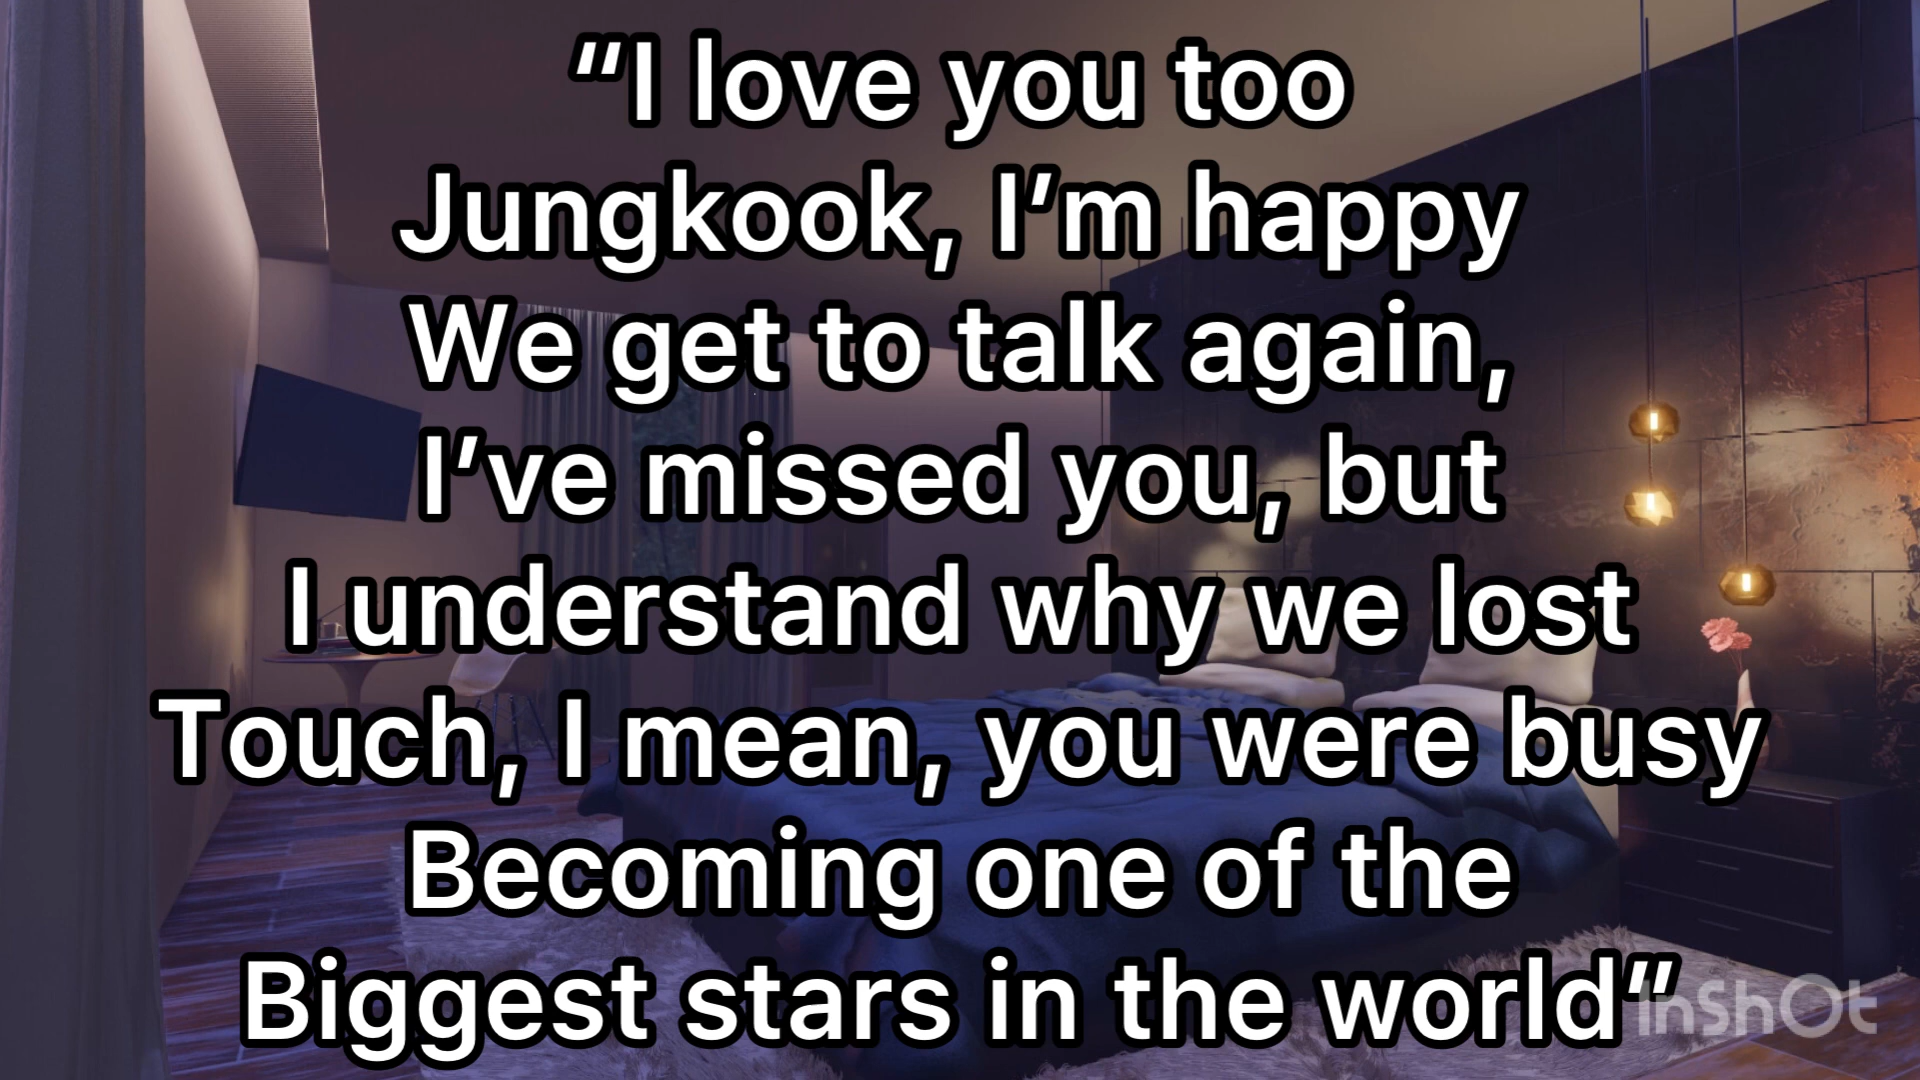 “I love you too
Jungkook, I’m happy
We get to talk again,
I’ve missed you, but
I understand why we lost
Touch, I mean, you were busy
Becoming one of the
Biggest stars in the world”
InShOt